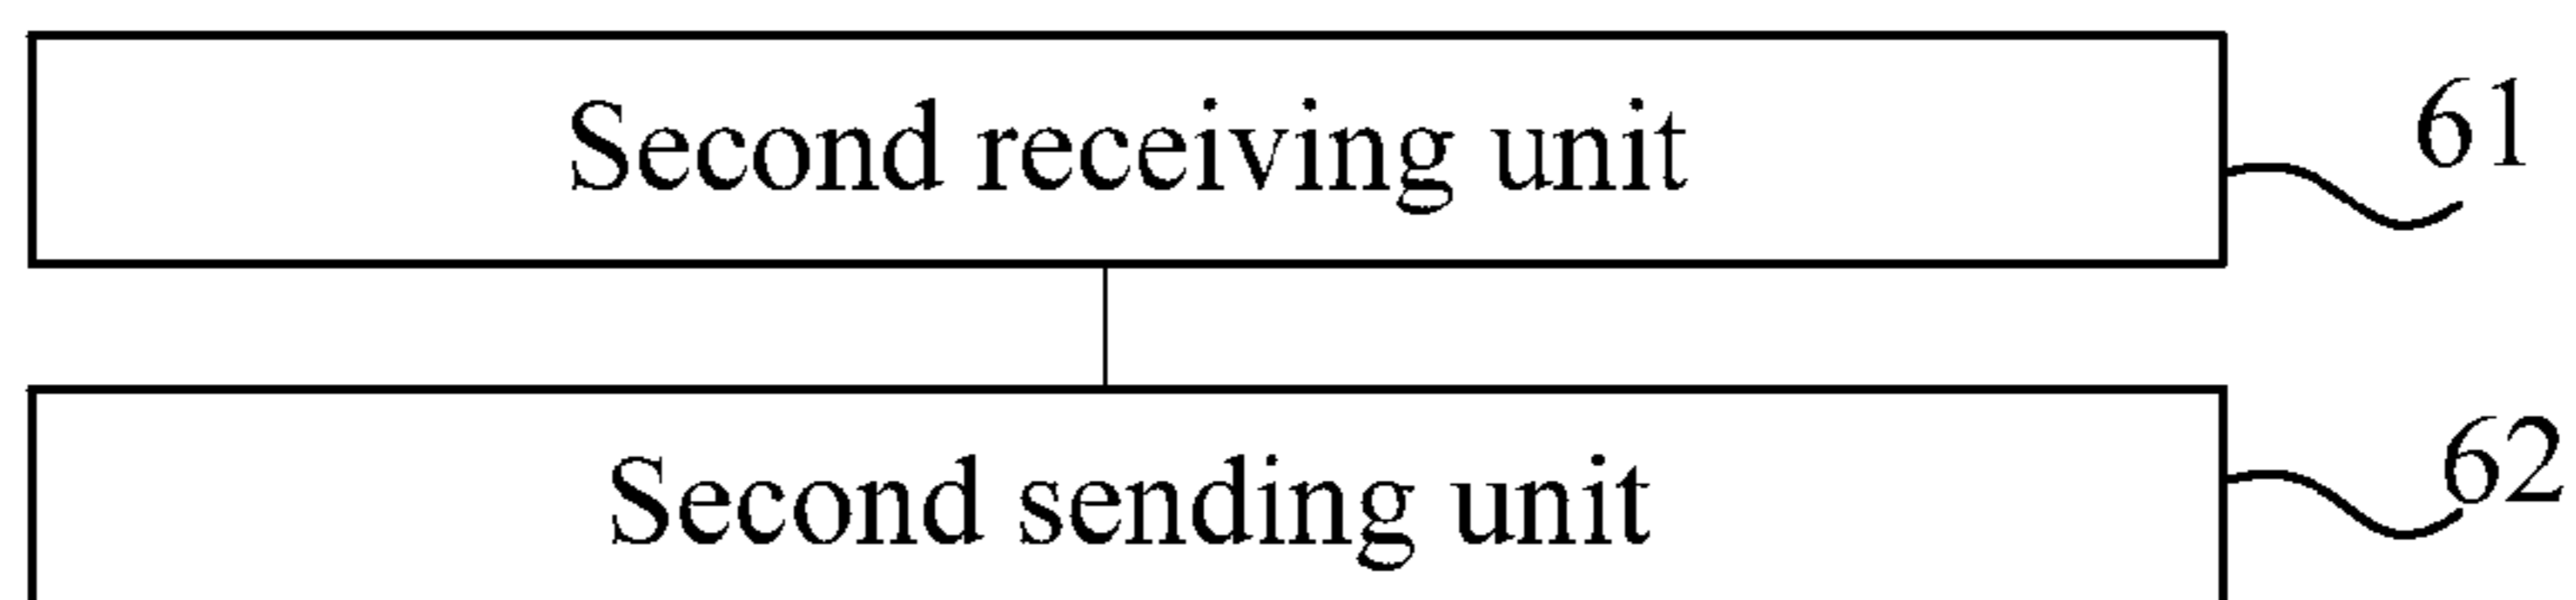 Second receiving unit
61
Second sending unit
62